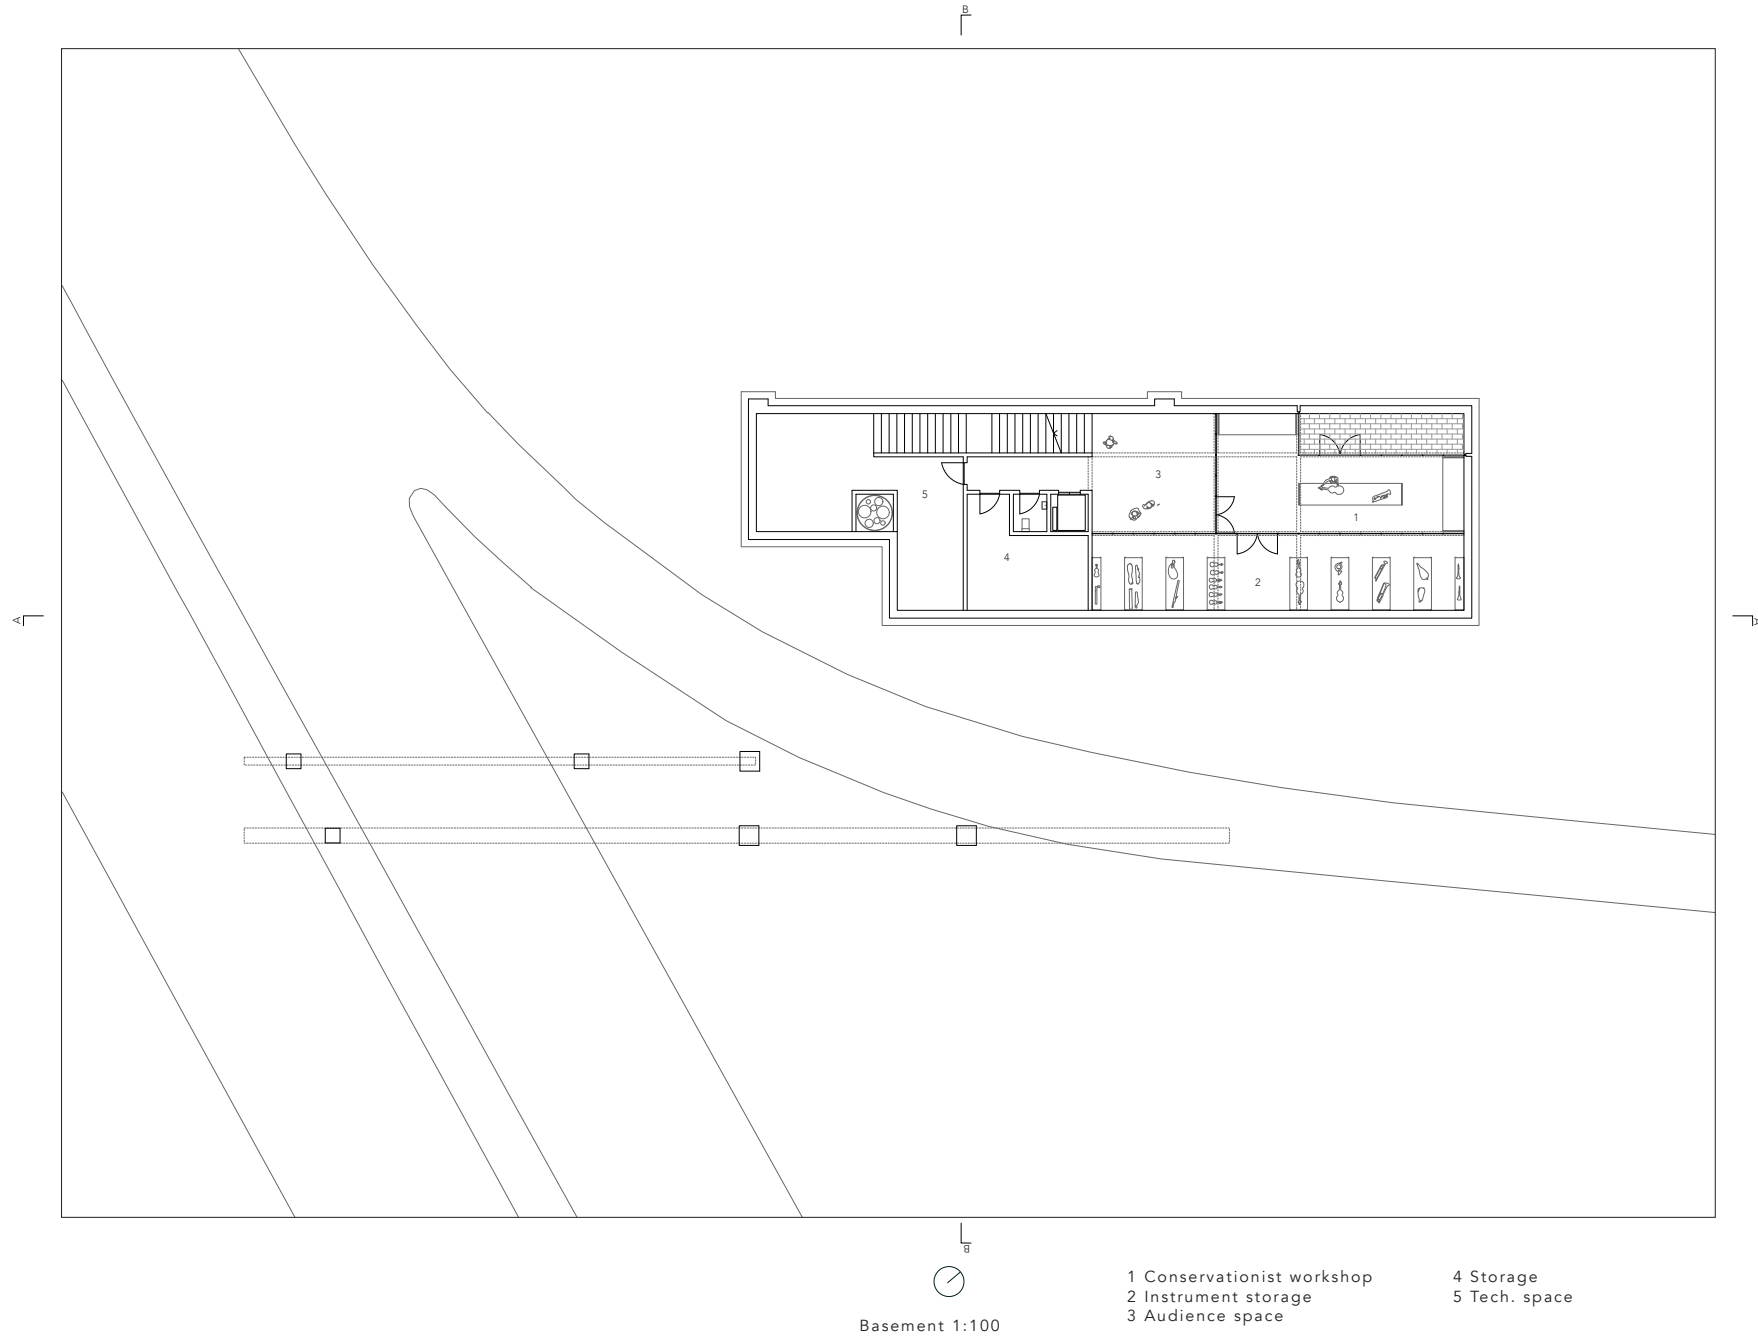 B
3
5
1
4
2
A
A
B
1 Conservationist workshop
2 Instrument storage
3 Audience space
4 Storage
5 Tech. space
Basement 1:100